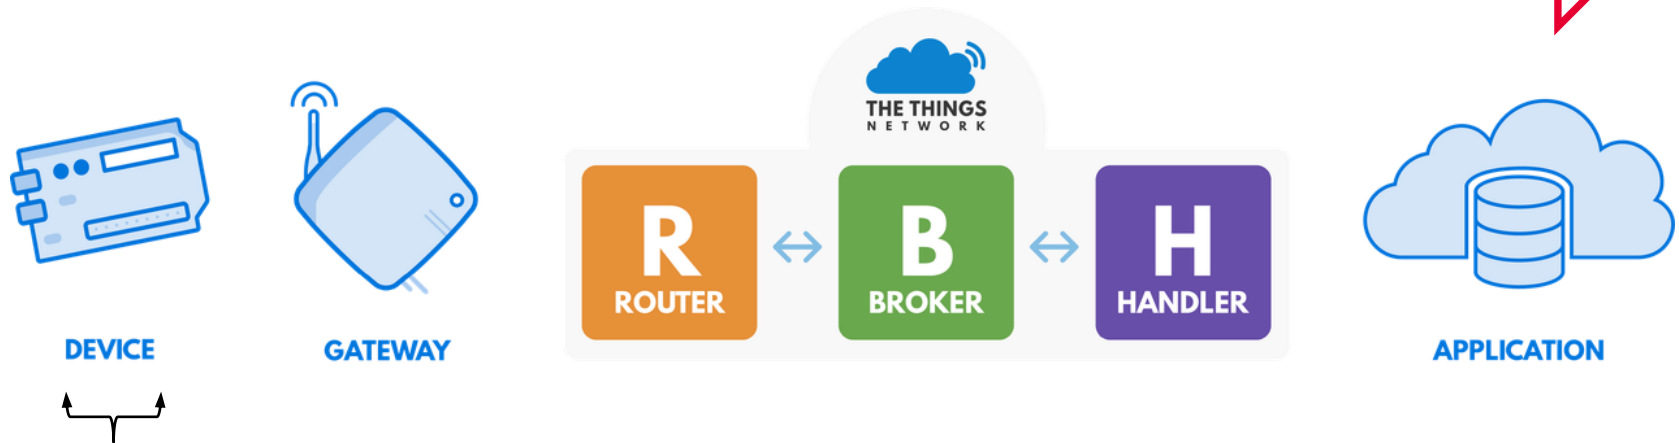 THE THINGS
NETWORK
R
ROUTER
B
BROKER
H
HANDLER
DEVICE
GATEWAY
APPLICATION